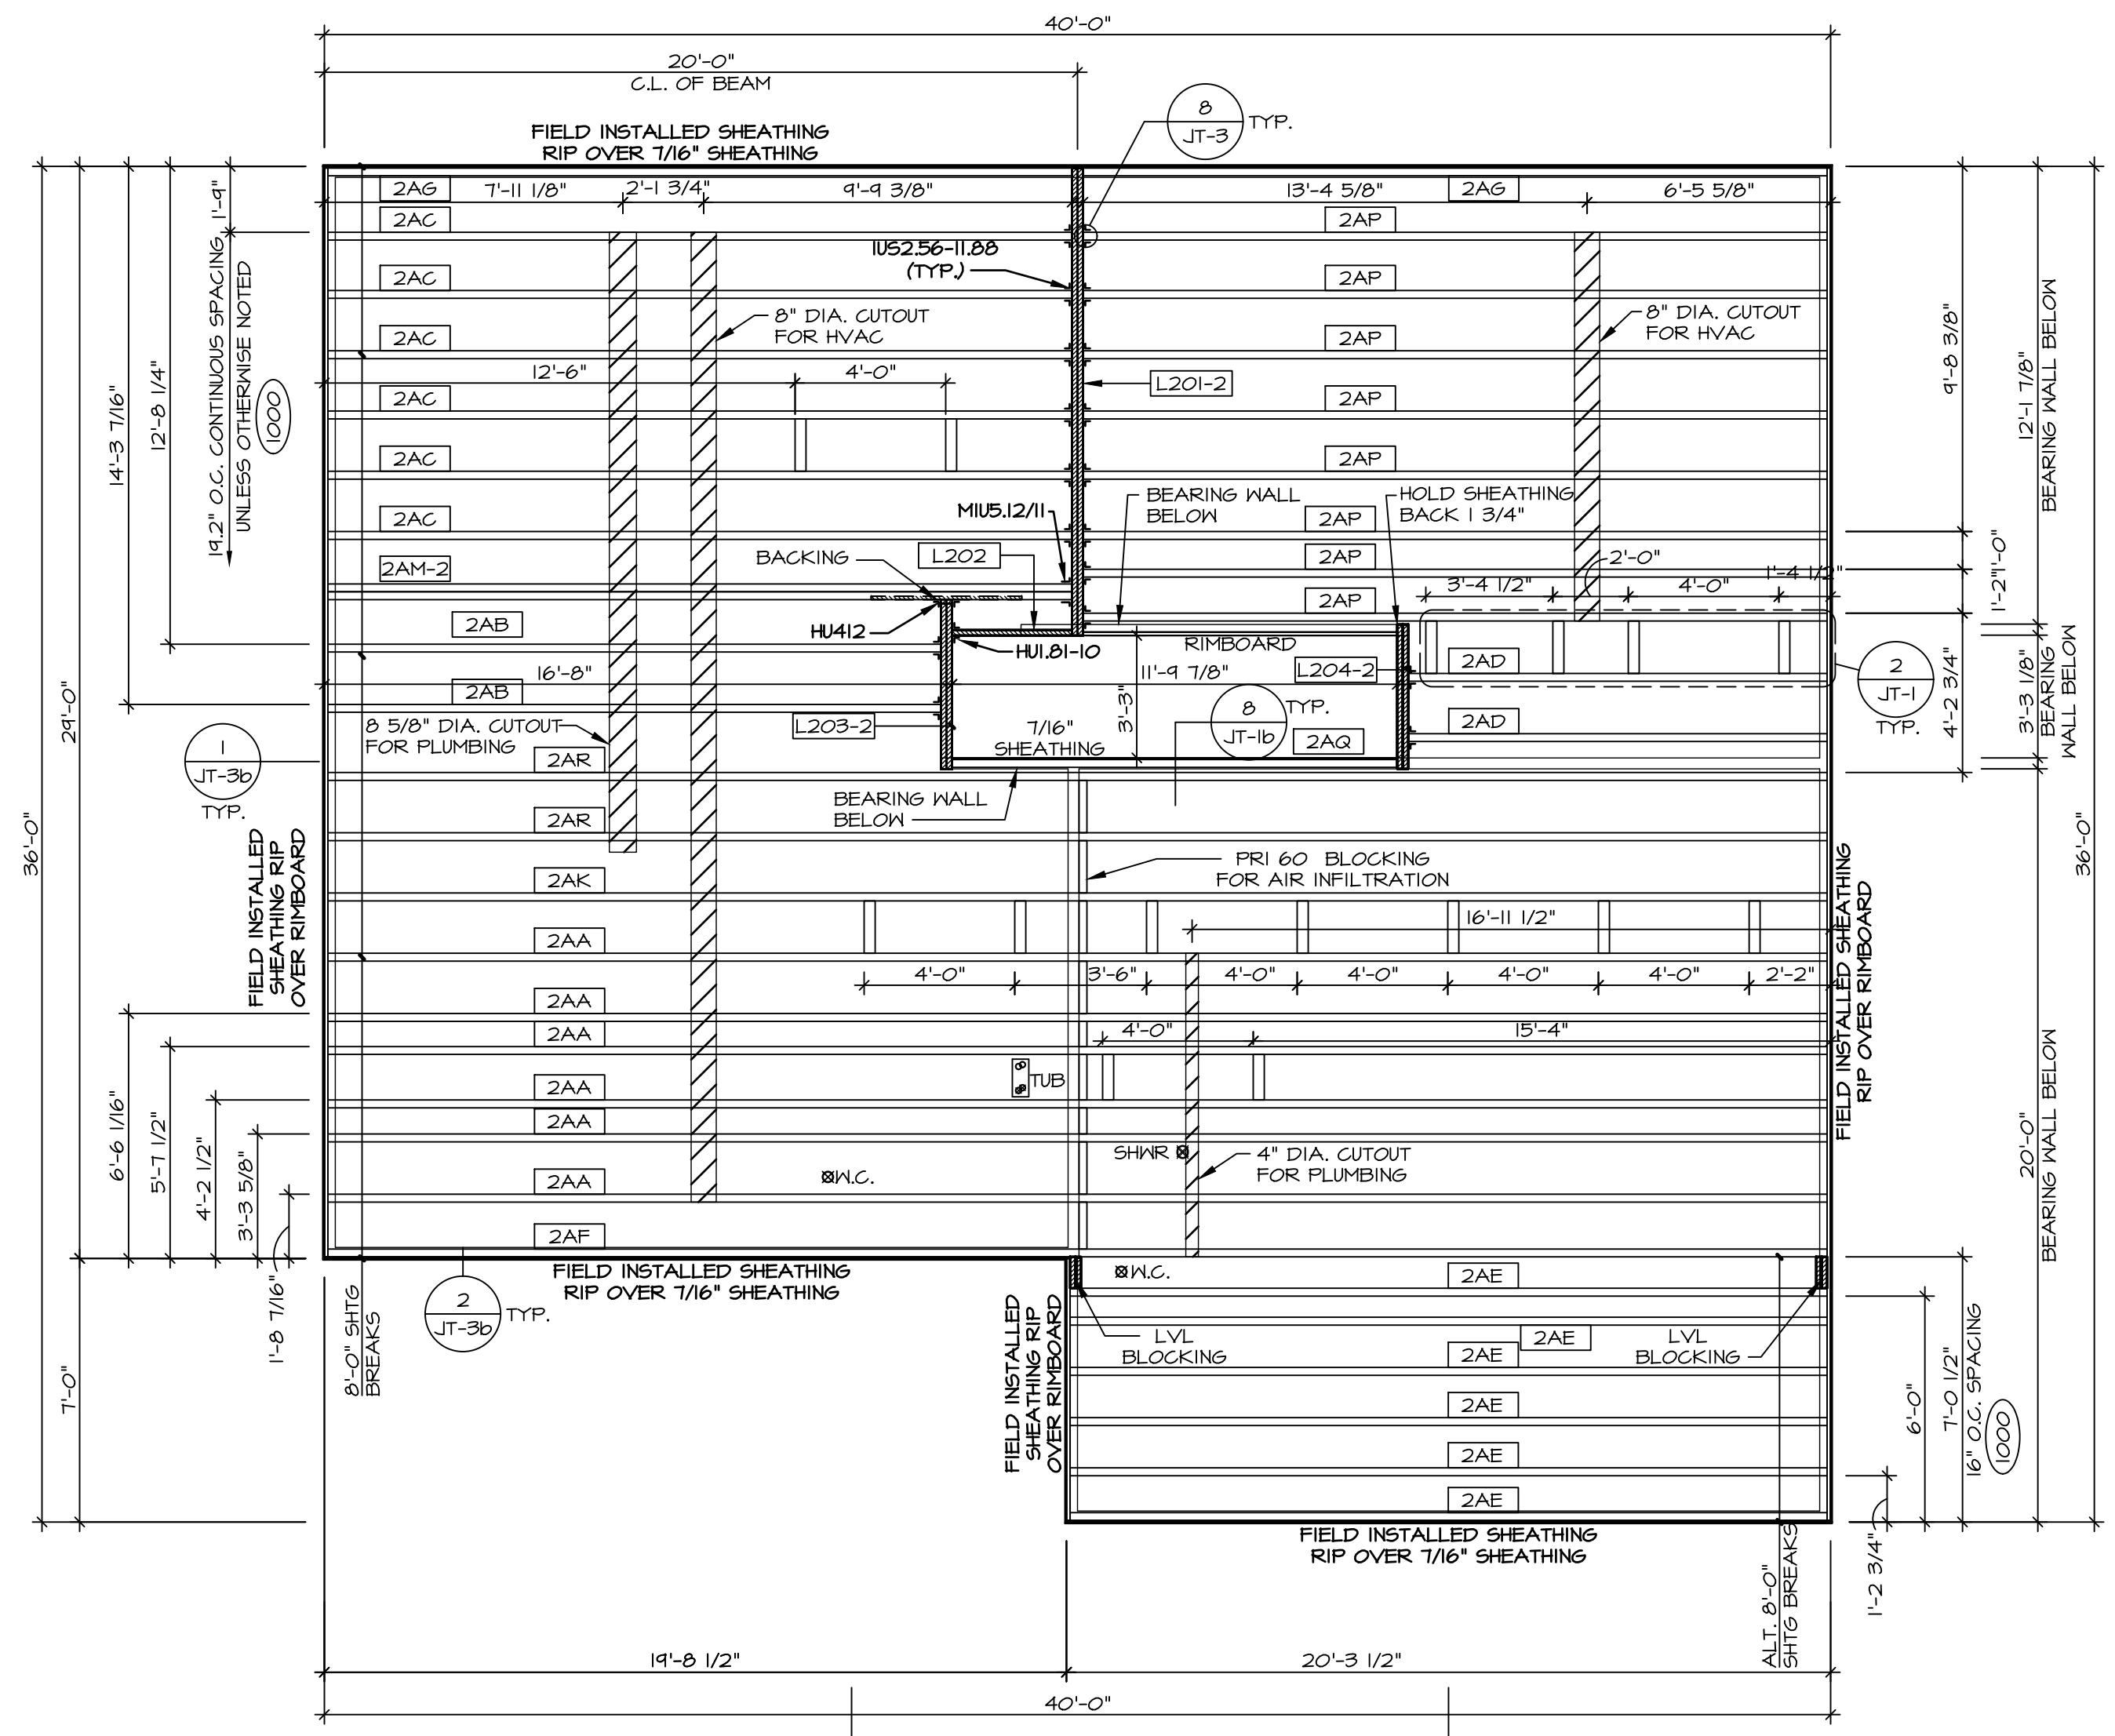 40'-0"
20'-0"
C.L. OF BEAM
8
JT-3
TYP.
FIELD INSTALLED SHEATHING
RIP OVER 7/16" SHEATHING
2AG
7'-11 1/8"
2'-1 3/4"
9'-9 3/8"
13'-4 5/8"
2AG
6'-5 5/8"
2AC
2AP
IUS2.56-11.88
(TYP.)
2AC
2AP
8" DIA. CUTOUT
FOR HVAC
8" DIA. CUTOUT
FOR HVAC
2AC
2AP
12'-6"
4'-0"
L201-2
2AC
2AP
2AC
2AP
BEARING WALL
BELOW
HOLD SHEATHING
BACK 1 3/4"
MIU5.12/11
2AC
2AP
BACKING
L202
2AP
2'-0"
2AM-2
3'-4 1/2"
4'-0"
1'-4 1/2"
2AP
2AB
HU412
HU1.81-10
RIMBOARD
2AD
16'-8"
11'-9 7/8"
L204-2
2
JT-1
TYP.
2AB
3'-3"
8
JT-1b
TYP.
8 5/8" DIA. CUTOUT
FOR PLUMBING
L203-2
7/16"
SHEATHING
2AQ
2AD
1
JT-3b
TYP.
2AR
BEARING WALL
BELOW
2AR
PRI 60 BLOCKING
FOR AIR INFILTRATION
2AK
16'-11 1/2"
2AA
4'-0"
3'-6"
4'-0"
4'-0"
4'-0"
4'-0"
2'-2"
2AA
2AA
4'-0"
15'-4"
TUB
2AA
2AA
SHWR
4" DIA. CUTOUT
FOR PLUMBING
2AA
W.C.
2AF
FIELD INSTALLED SHEATHING
RIP OVER 7/16" SHEATHING
W.C.
2AE
2
JT-3b
TYP.
LVL
BLOCKING
2AE
2AE
LVL
BLOCKING
2AE
2AE
2AE
FIELD INSTALLED SHEATHING
RIP OVER 7/16" SHEATHING
19'-8 1/2"
20'-3 1/2"
40'-0"
36'-0"
29'-0"
7'-0"
14'-3 7/16"
12'-8 1/4"
1'-9"
19.2" O.C. CONTINUOUS SPACING
UNLESS OTHERWISE NOTED
1000
FIELD INSTALLED
SHEATHING RIP
OVER RIMBOARD
6'-6 1/16"
5'-7 1/2"
4'-2 1/2"
3'-3 5/8"
1'-8 7/16"
8'-0" SHTG
BREAKS
FIELD INSTALLED
SHEATHING RIP
OVER RIMBOARD
ALT. 8'-0"
SHTG BREAKS
FIELD INSTALLED SHEATHING
RIP OVER RIMBOARD
9'-8 3/8"
1'-0"
1'-2"
4'-2 3/4"
12'-1 7/8"
BEARING WALL BELOW
3'-3 1/8"
BEARING
WALL BELOW
20'-0"
BEARING WALL BELOW
36'-0"
1'-2 3/4"
6'-0"
7'-0 1/2"
16" O.C. SPACING
1000